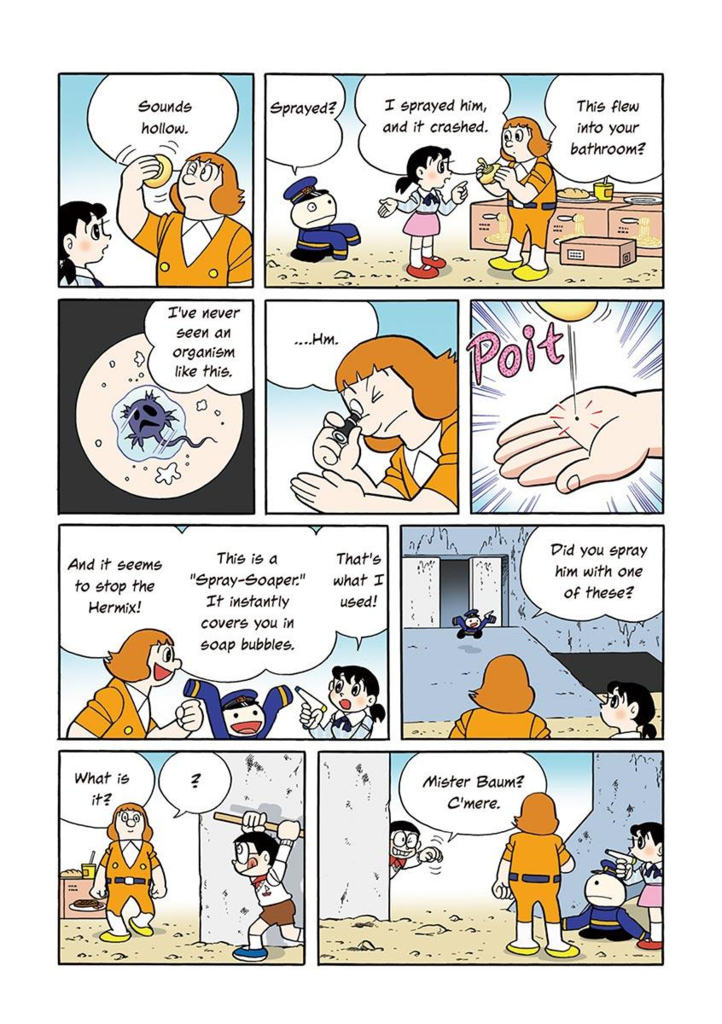 This flew
into your
bathroom?
I sprayed him,
and it crashed.
Sprayed?
Sounds
hollow.
Poit
....Hm.
I've never
seen an
organism
like this.
Did you spray
him with one
of these?
That's
what I
used!
This is a
"Spray-Soaper."
It instantly
covers you in
soap bubbles.
And it seems
to stop the
Hermix!
Mister Baum?
C'mere.
?
What is
it?